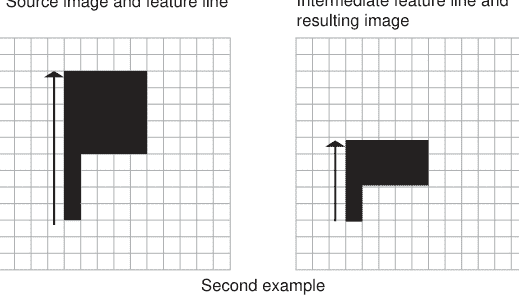 Source image and feature line
Intermediate feature line and
resulting image
Second example